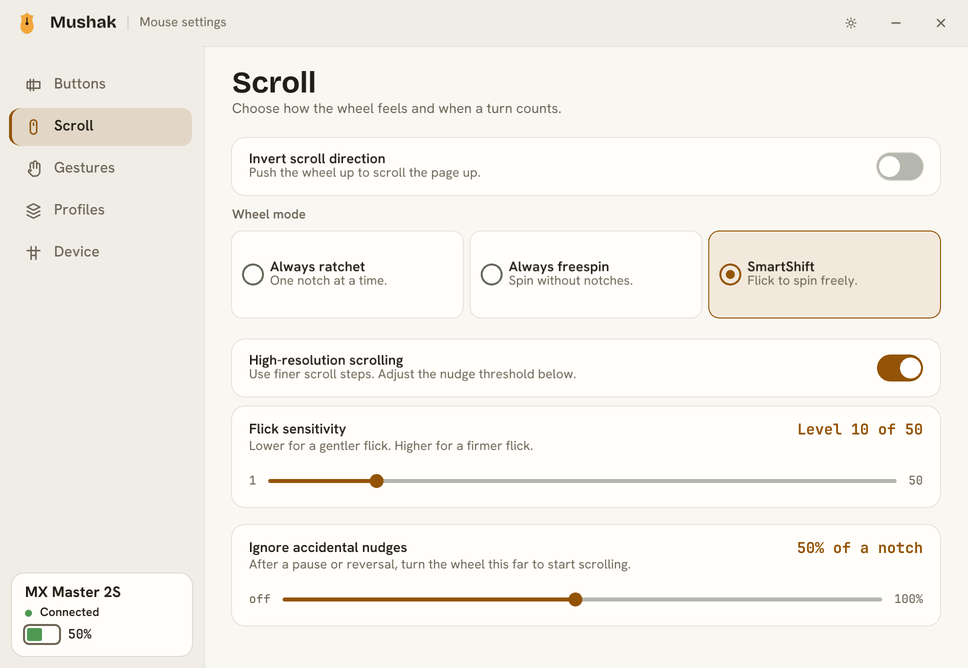 Mushak
Mouse settings
Buttons
Scroll
Gestures
Profiles
Device
MX Master 2S
Connected
50%
Scroll
Choose how the wheel feels and when a turn counts.
Invert scroll direction
Push the wheel up to scroll the page up.
Wheel mode
Always ratchet
One notch at a time.
Always freespin
Spin without notches.
SmartShift
Flick to spin freely.
High-resolution scrolling
Use finer scroll steps. Adjust the nudge threshold below.
Flick sensitivity
Level 10 of 50
Lower for a gentler flick. Higher for a firmer flick.
1
50
Ignore accidental nudges
50% of a notch
After a pause or reversal, turn the wheel this far to start scrolling.
off
100%